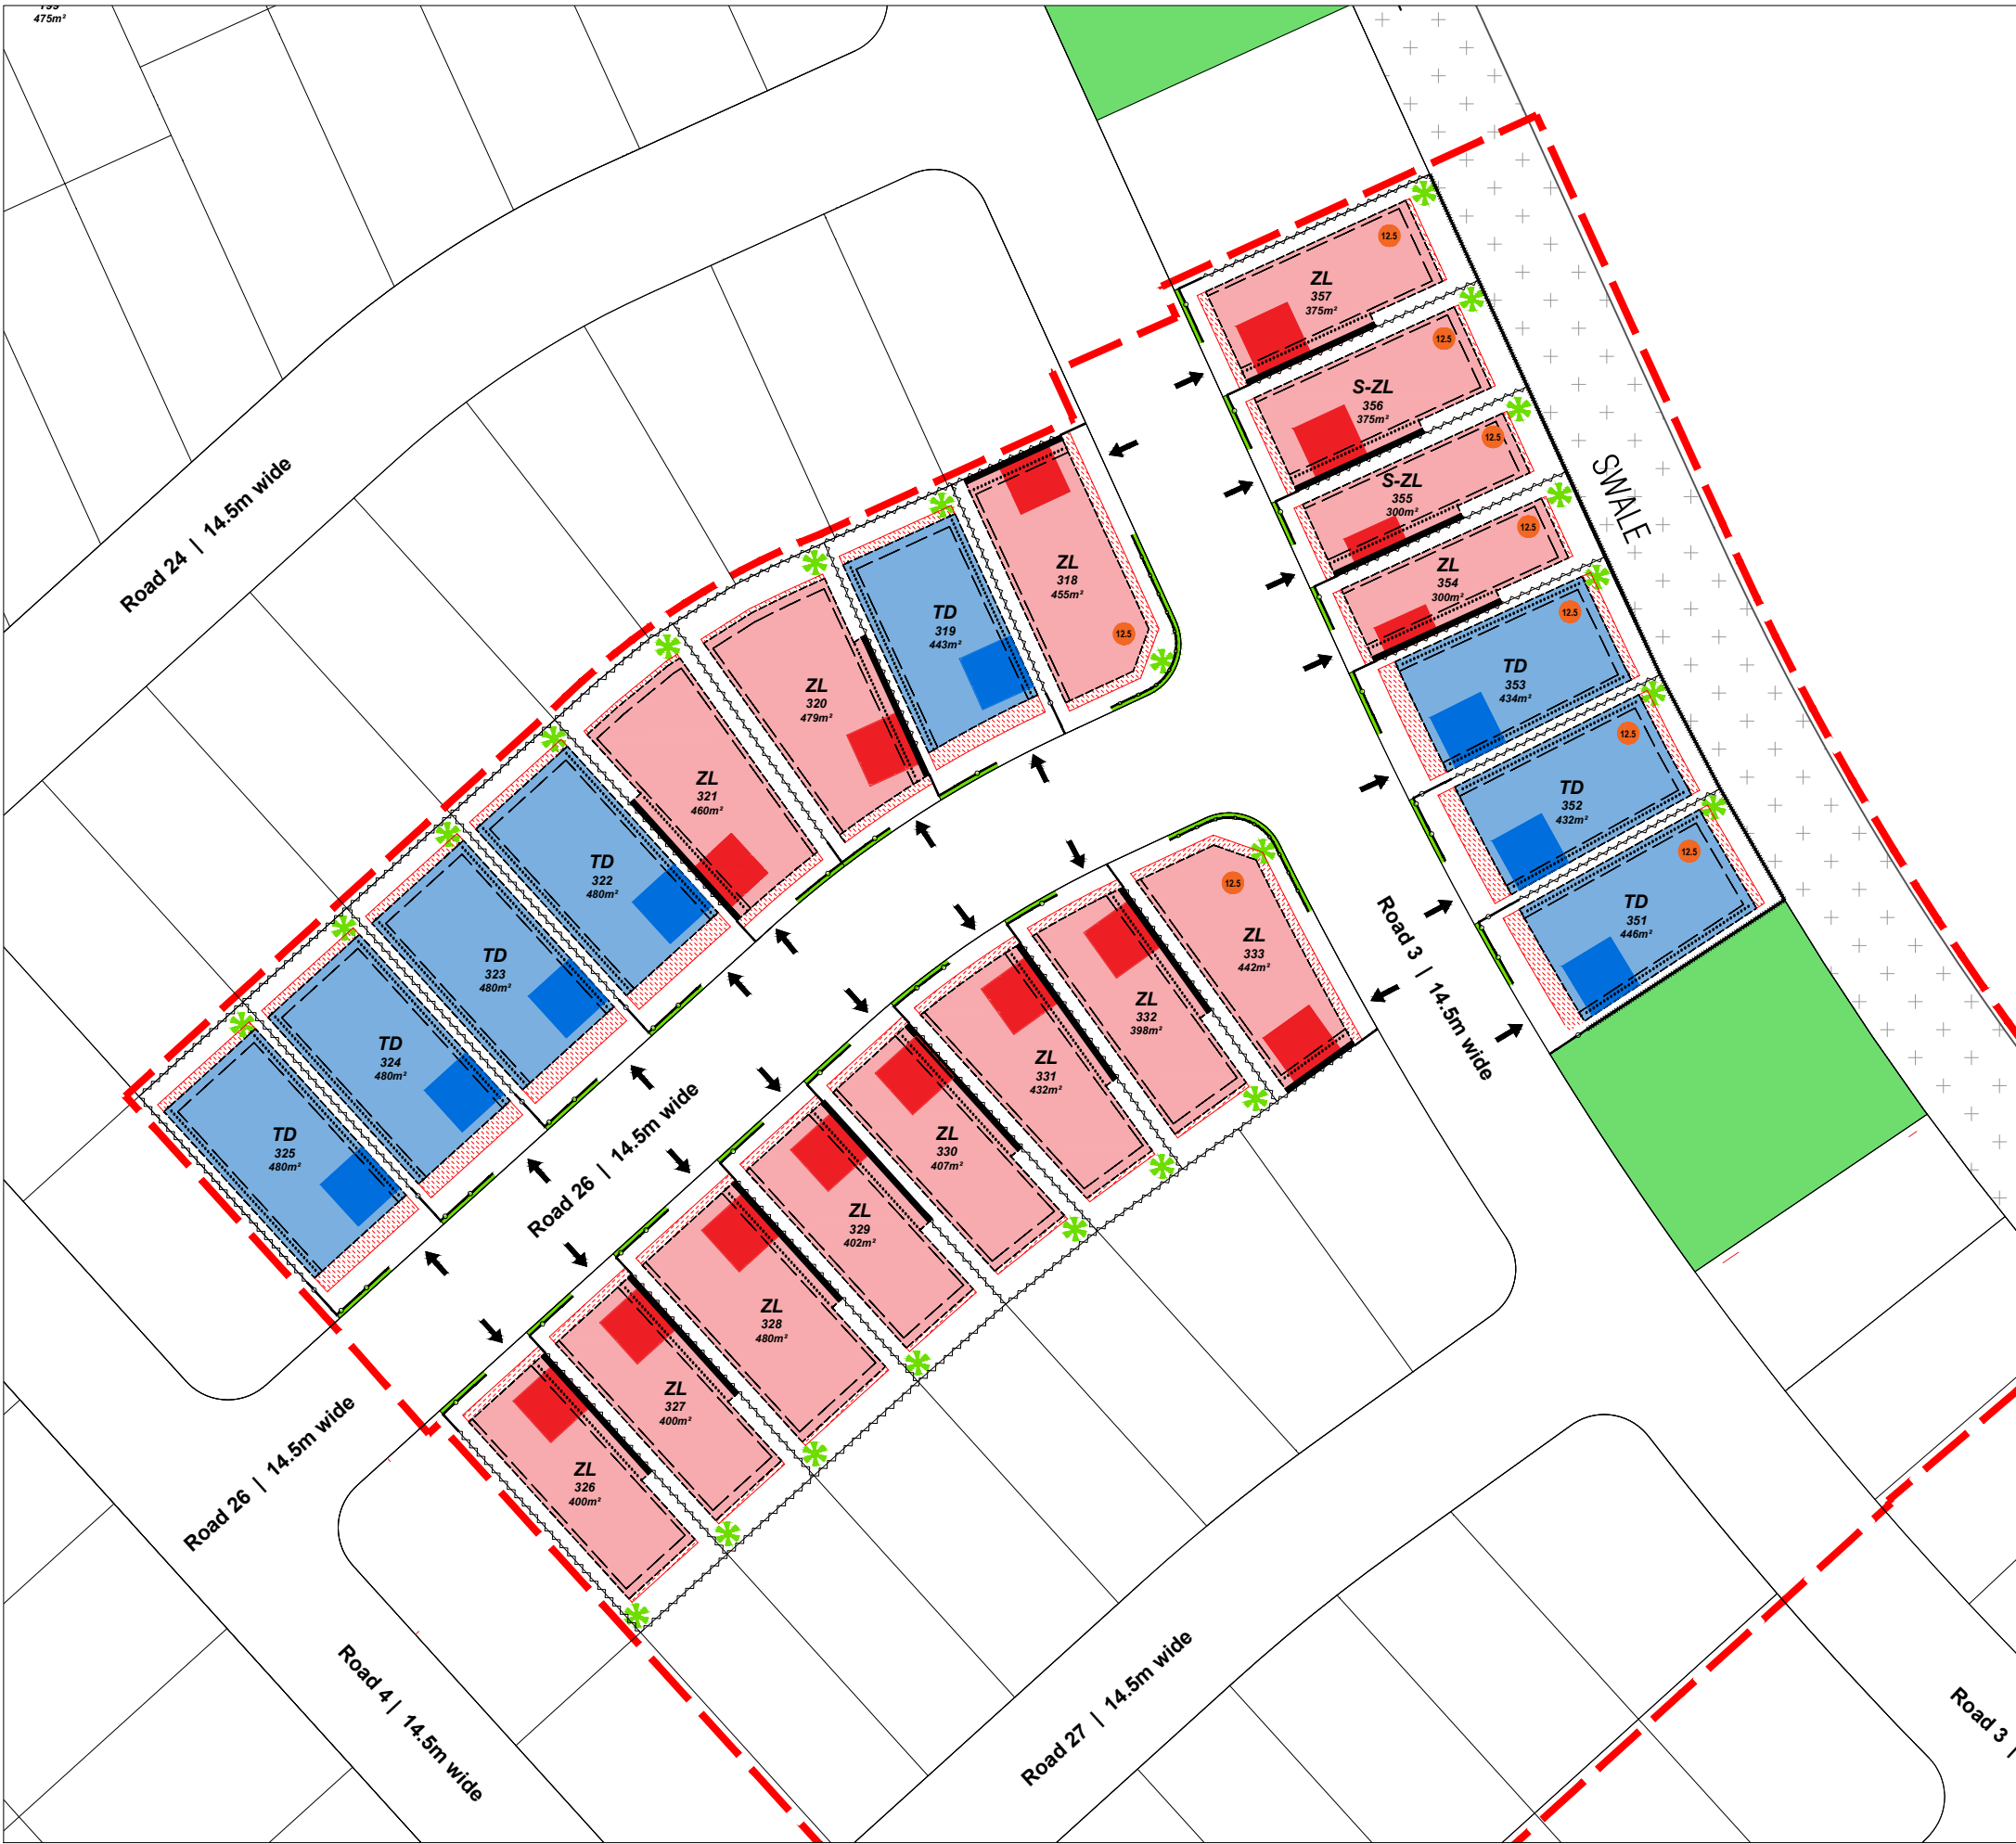 475m²
Road 24 | 14.5m wide
12.5
ZL
357
375m²
12.5
S-ZL
356
375m²
12.5
S-ZL
355
300m²
12.5
ZL
354
300m²
SWALE
12.5
TD
353
434m²
12.5
TD
352
432m²
12.5
TD
351
446m²
ZL
318
455m²
12.5
TD
319
443m²
ZL
320
479m²
ZL
321
460m²
TD
322
480m²
TD
323
480m²
TD
324
480m²
TD
325
480m²
12.5
ZL
333
442m²
ZL
332
398m²
ZL
331
432m²
ZL
330
407m²
ZL
329
402m²
ZL
328
480m²
ZL
327
400m²
ZL
326
400m²
Road 3 | 14.5m wide
Road 26 | 14.5m wide
Road 26 | 14.5m wide
Road 4 | 14.5m wide
Road 27 | 14.5m wide
Road 3 |